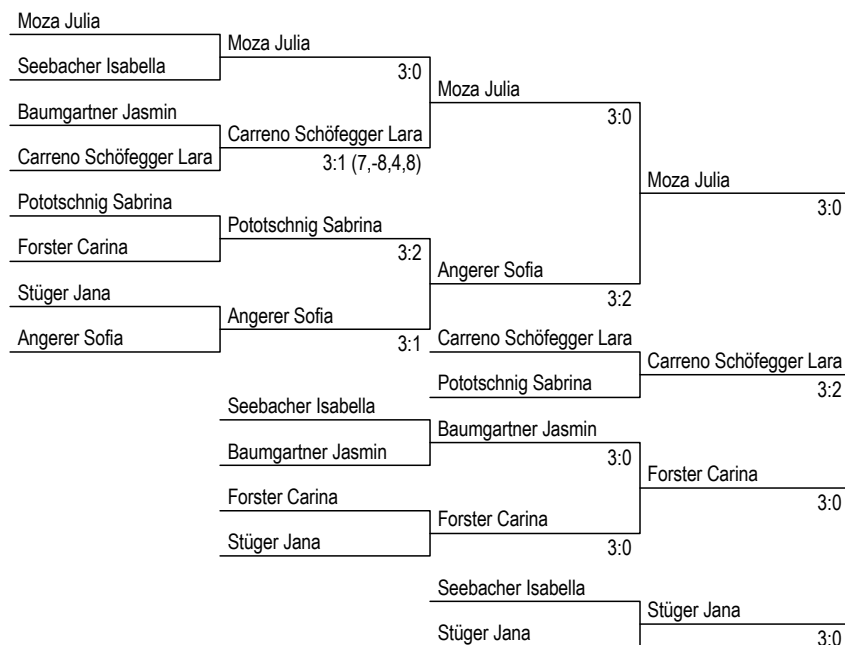 Moza Julia
Moza Julia
Seebacher Isabella
3:0
Moza Julia
Baumgartner Jasmin
3:0
Carreno Schöfegger Lara
Carreno Schöfegger Lara
3:1 (7,-8,4,8)
Moza Julia
Pototschnig Sabrina
3:0
Pototschnig Sabrina
Forster Carina
3:2
Angerer Sofia
Stüger Jana
3:2
Angerer Sofia
Angerer Sofia
3:1
Carreno Schöfegger Lara
Carreno Schöfegger Lara
Pototschnig Sabrina
3:2
Seebacher Isabella
Baumgartner Jasmin
Baumgartner Jasmin
3:0
Forster Carina
Forster Carina
3:0
Forster Carina
Stüger Jana
3:0
Seebacher Isabella
Stüger Jana
Stüger Jana
3:0